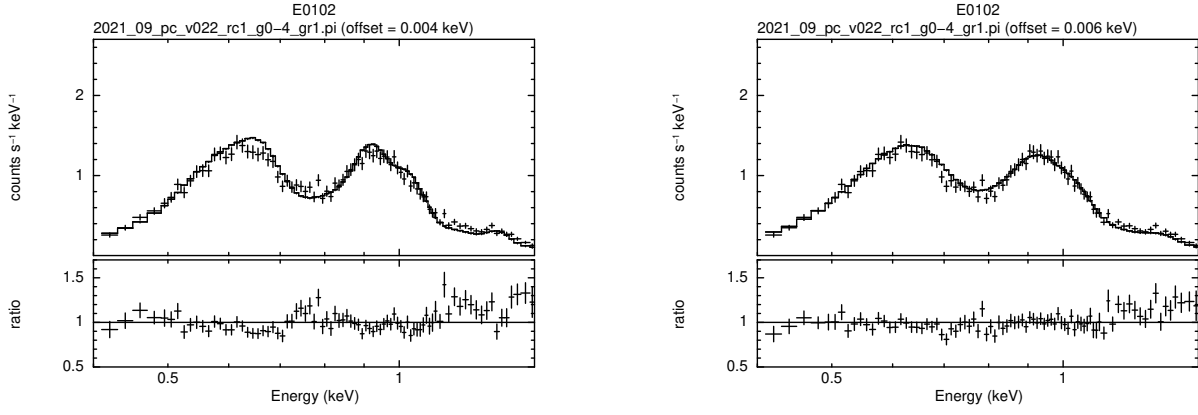 E0102
2021_09_pc_v022_rc1_g0−4_gr1.pi (offset = 0.004 keV)
2
1
counts s⁻¹ keV⁻¹
1.5
1
0.5
ratio
0.5
1
Energy (keV)
E0102
2021_09_pc_v022_rc1_g0−4_gr1.pi (offset = 0.006 keV)
2
1
counts s⁻¹ keV⁻¹
1.5
1
0.5
ratio
0.5
1
Energy (keV)